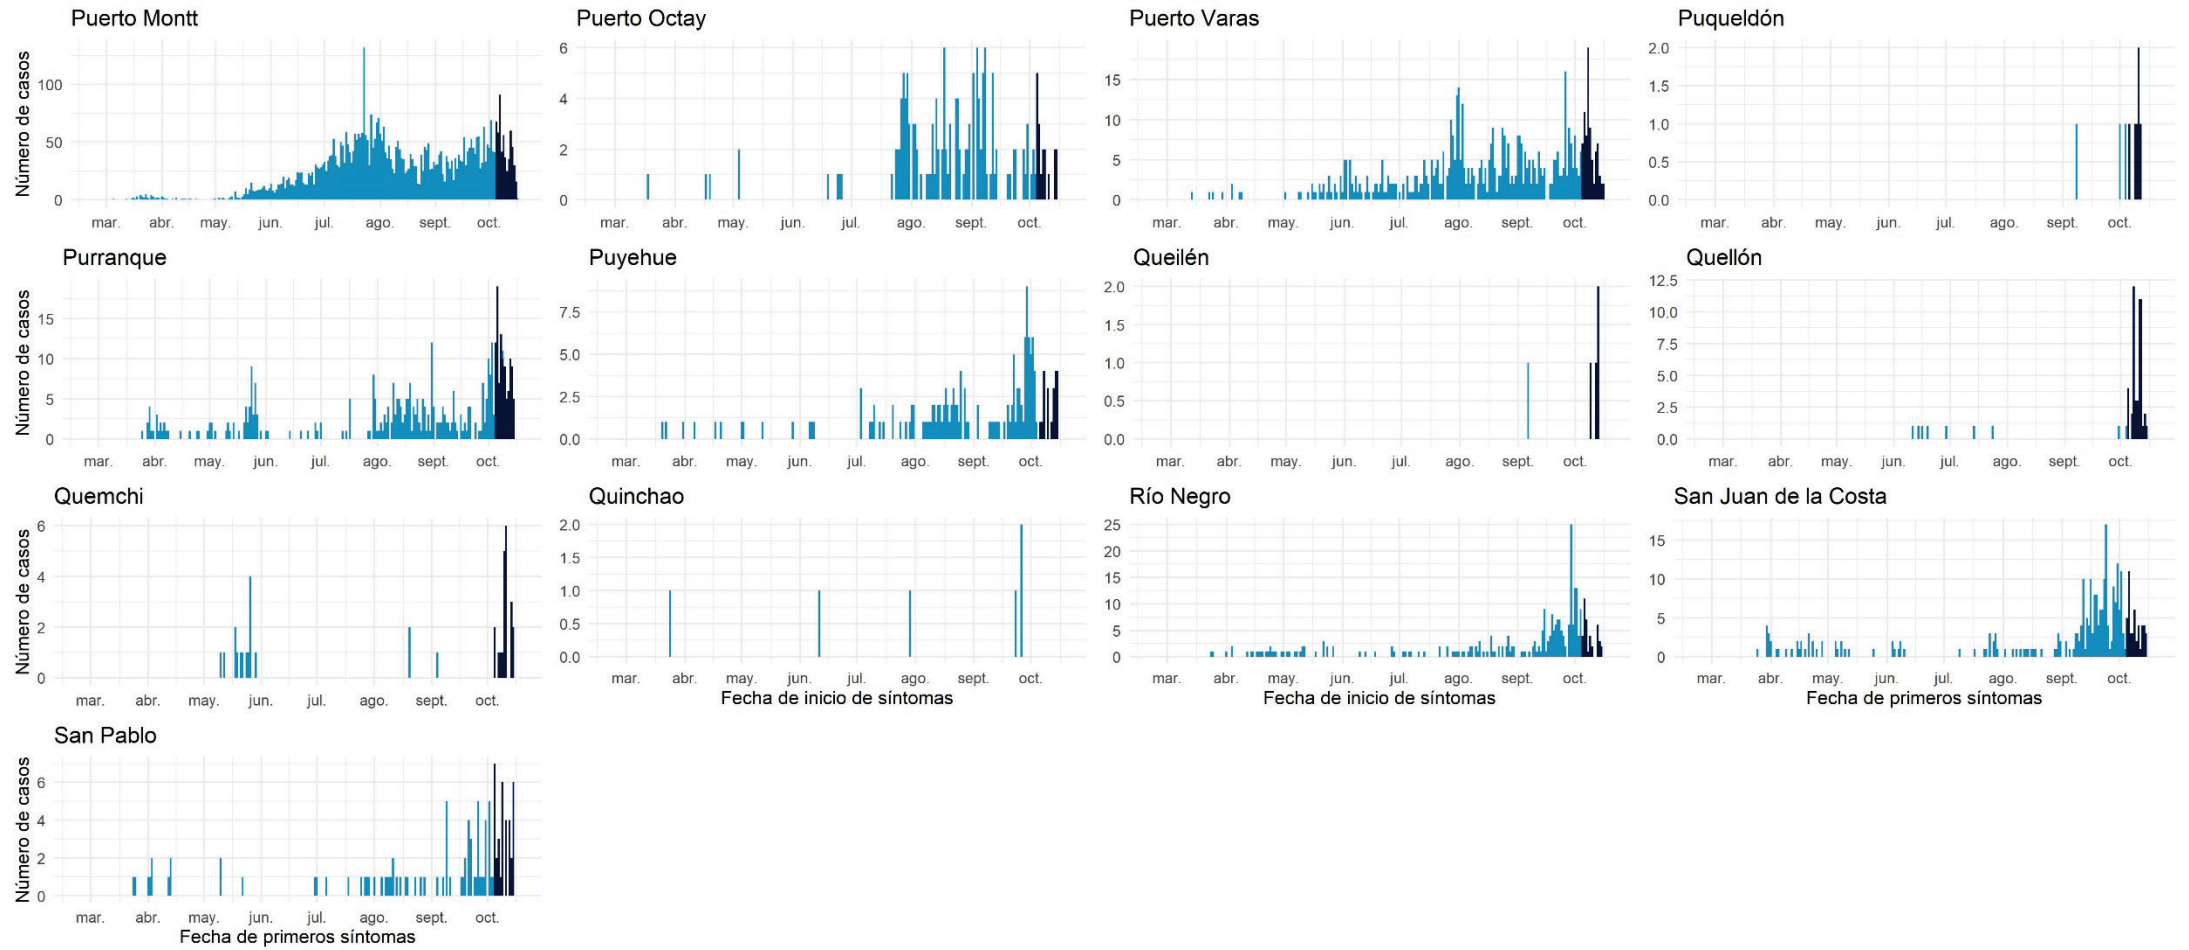 Puerto Montt
Puerto Octay
Puerto Varas
Puqueldón
Número de casos
100
50
0
mar. abr. may. jun. jul. ago. sept. oct.
6
4
2
0
mar. abr. may. jun. jul. ago. sept. oct.
15
10
5
0
mar. abr. may. jun. jul. ago. sept. oct.
2.0
1.5
1.0
0.5
0.0
mar. abr. may. jun. jul. ago. sept. oct.
Purranque
Puyehue
Queilén
Quellón
Número de casos
15
10
5
0
mar. abr. may. jun. jul. ago. sept. oct.
7.5
5.0
2.5
0.0
mar. abr. may. jun. jul. ago. sept. oct.
2.0
1.5
1.0
0.5
0.0
mar. abr. may. jun. jul. ago. sept. oct.
12.5
10.0
7.5
5.0
2.5
0.0
mar. abr. may. jun. jul. ago. sept. oct.
Quemchi
Quinchao
Río Negro
San Juan de la Costa
Número de casos
6
4
2
0
mar. abr. may. jun. jul. ago. sept. oct.
2.0
1.5
1.0
0.5
0.0
mar. abr. may. jun. jul. ago. sept. oct.
Fecha de inicio de síntomas
25
20
15
10
5
0
mar. abr. may. jun. jul. ago. sept. oct.
Fecha de inicio de síntomas
15
10
5
0
mar. abr. may. jun. jul. ago. sept. oct.
Fecha de primeros síntomas
San Pablo
Número de casos
6
4
2
0
mar. abr. may. jun. jul. ago. sept. oct.
Fecha de primeros síntomas